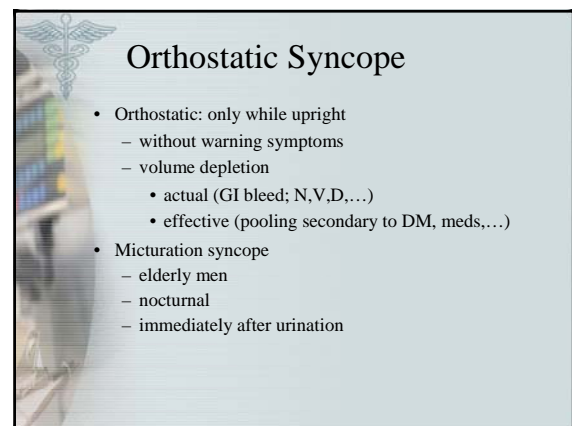 Orthostatic Syncope
• Orthostatic: only while upright
– without warning symptoms
– volume depletion
• actual (GI bleed; N,V,D,…)
• effective (pooling secondary to DM, meds,…)
• Micturation syncope
– elderly men
– nocturnal
– immediately after urination